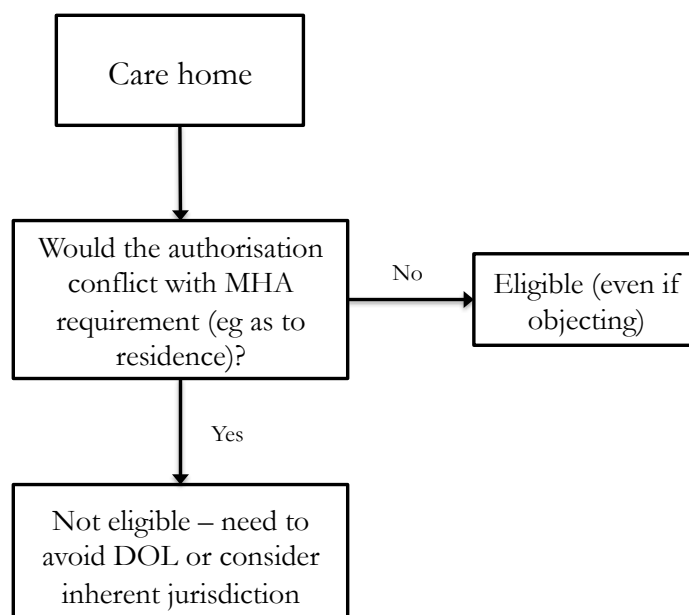 Care home
Would the authorisation
conflict with MHA
requirement (eg as to
residence)?
No
Eligible (even if
objecting)
Yes
Not eligible – need to
avoid DOL or consider
inherent jurisdiction